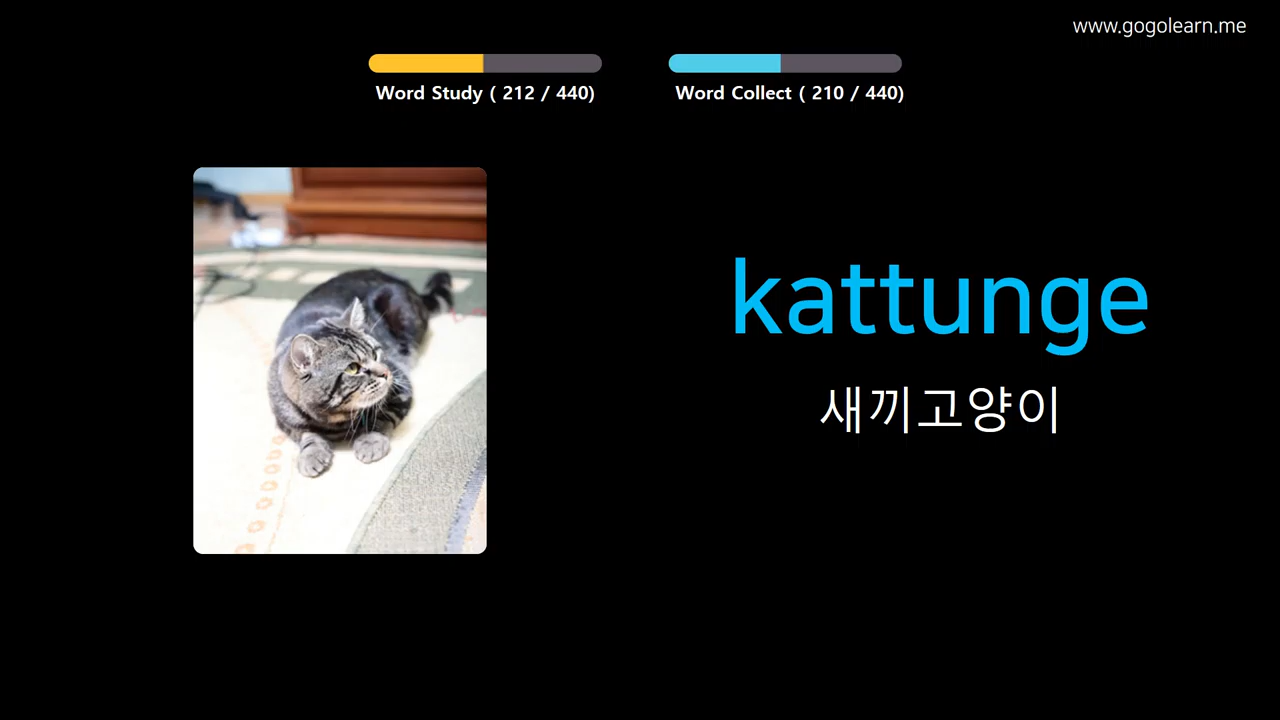 www.gogolearn.me
Word Study ( 212 / 440)
Word Collect ( 210 / 440)
kattunge
새끼고양이